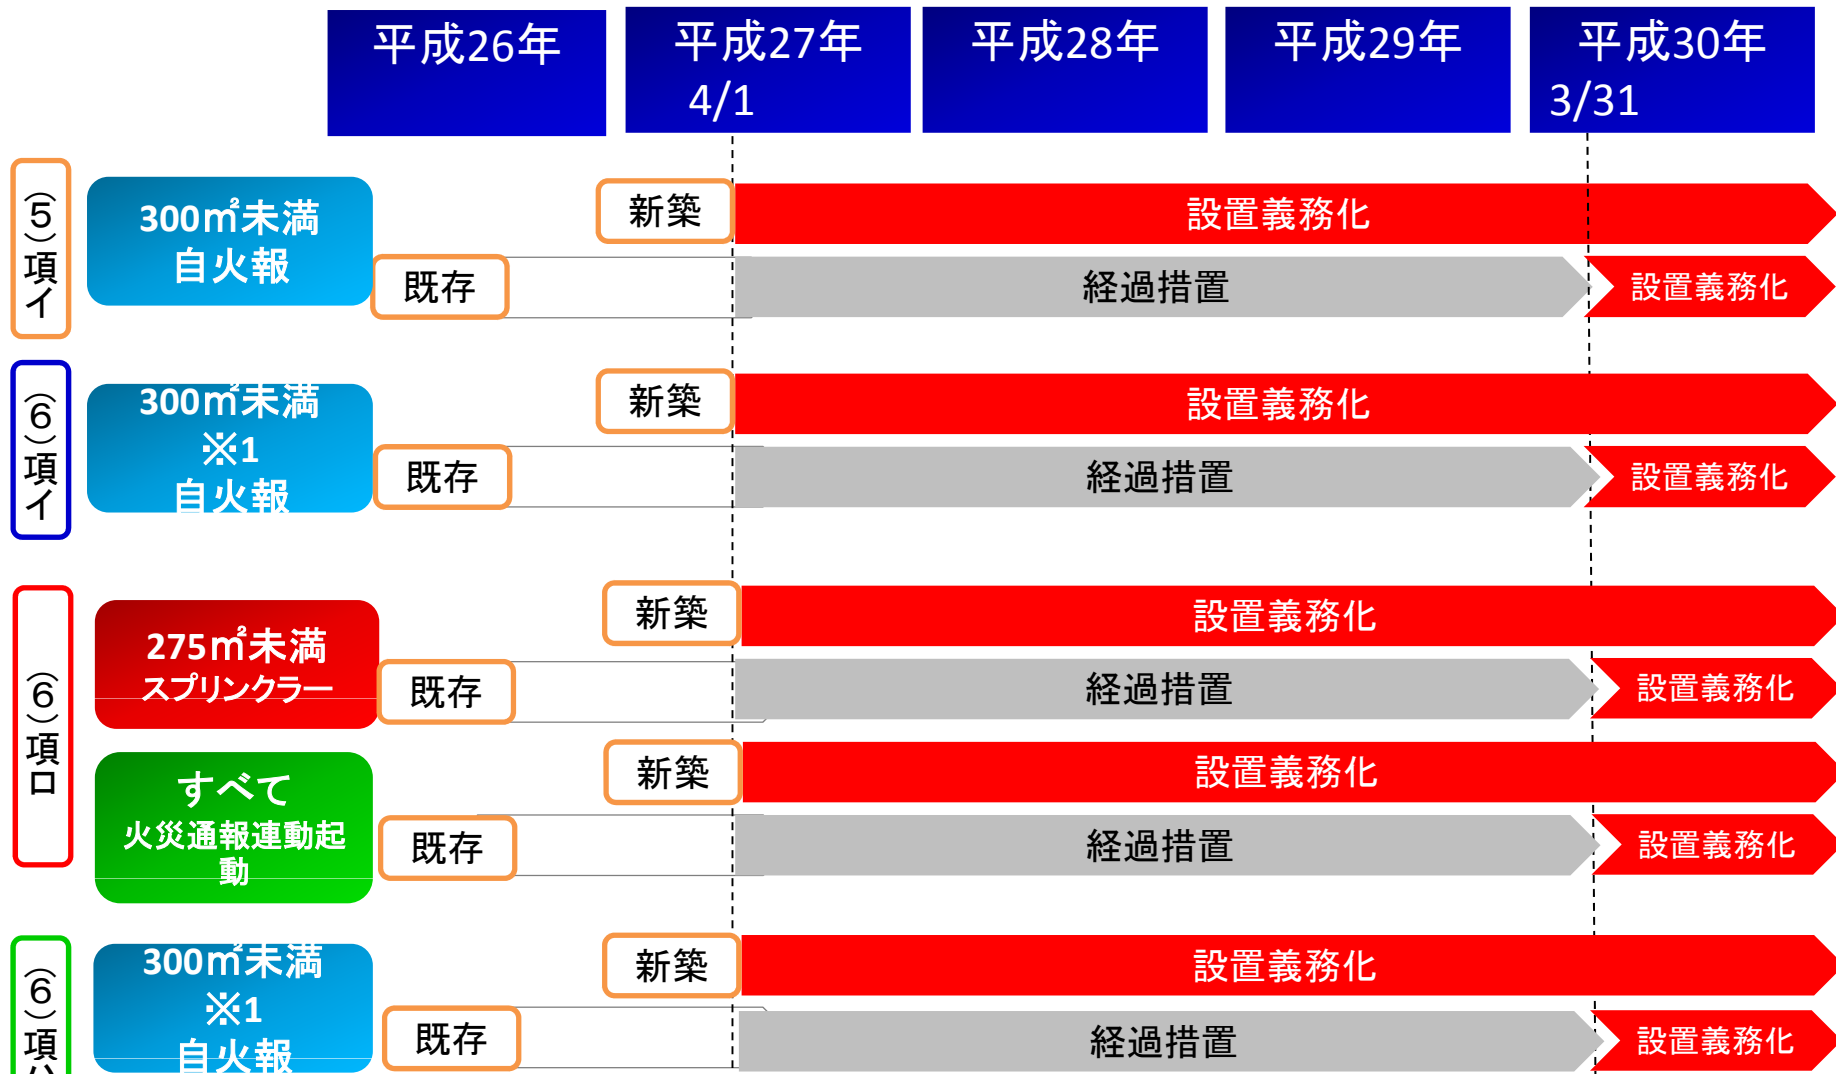 平成26年
平成27年
4/1
平成28年
平成29年
平成30年
3/31
（５）項イ
300㎡未満
自火報
新築
設置義務化
既存
経過措置
設置義務化
（６）項イ
300㎡未満
※1
自火報
新築
設置義務化
既存
経過措置
設置義務化
（６）項ロ
275㎡未満
スプリンクラー
新築
設置義務化
既存
経過措置
設置義務化
すべて
火災通報連動起
動
新築
設置義務化
既存
経過措置
設置義務化
（６）項ハ
300㎡未満
※1
自火報
新築
設置義務化
既存
経過措置
設置義務化